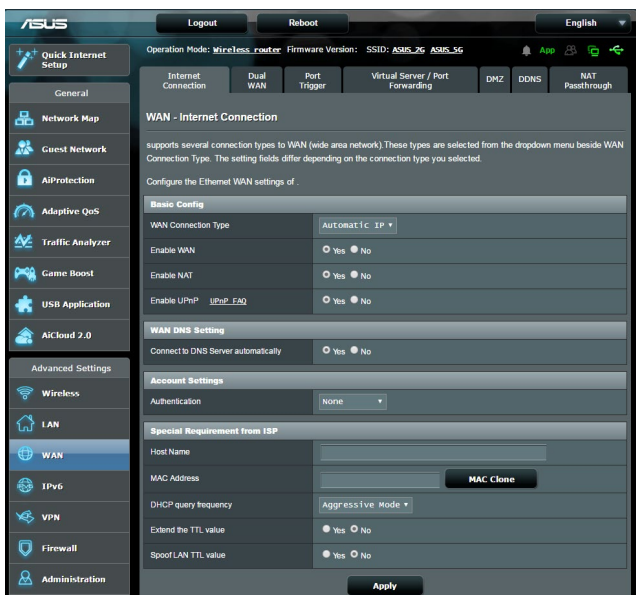 ASUS
Logout
Reboot
English
Quick Internet
Setup
Operation Mode: Wireless router Firmware Version: SSID: ASUS_2G ASUS_5G
App
Internet
Connection
Dual
WAN
Port
Trigger
Virtual Server / Port
Forwarding
DMZ
DDNS
NAT
Passthrough
General
Network Map
Guest Network
AiProtection
Adaptive QoS
Traffic Analyzer
Game Boost
USB Application
AiCloud 2.0
Advanced Settings
Wireless
LAN
WAN
IPv6
VPN
Firewall
Administration
WAN - Internet Connection
supports several connection types to WAN (wide area network).These types are selected from the dropdown menu beside WAN
Connection Type. The setting fields differ depending on the connection type you selected.
Configure the Ethernet WAN settings of .
Basic Config
WAN Connection Type Automatic IP
Enable WAN Yes No
Enable NAT Yes No
Enable UPnP UPnP FAQ Yes No
WAN DNS Setting
Connect to DNS Server automatically Yes No
Account Settings
Authentication None
Special Requirement from ISP
Host Name
MAC Address MAC Clone
DHCP query frequency Aggressive Mode
Extend the TTL value Yes No
Spoof LAN TTL value Yes No
Apply